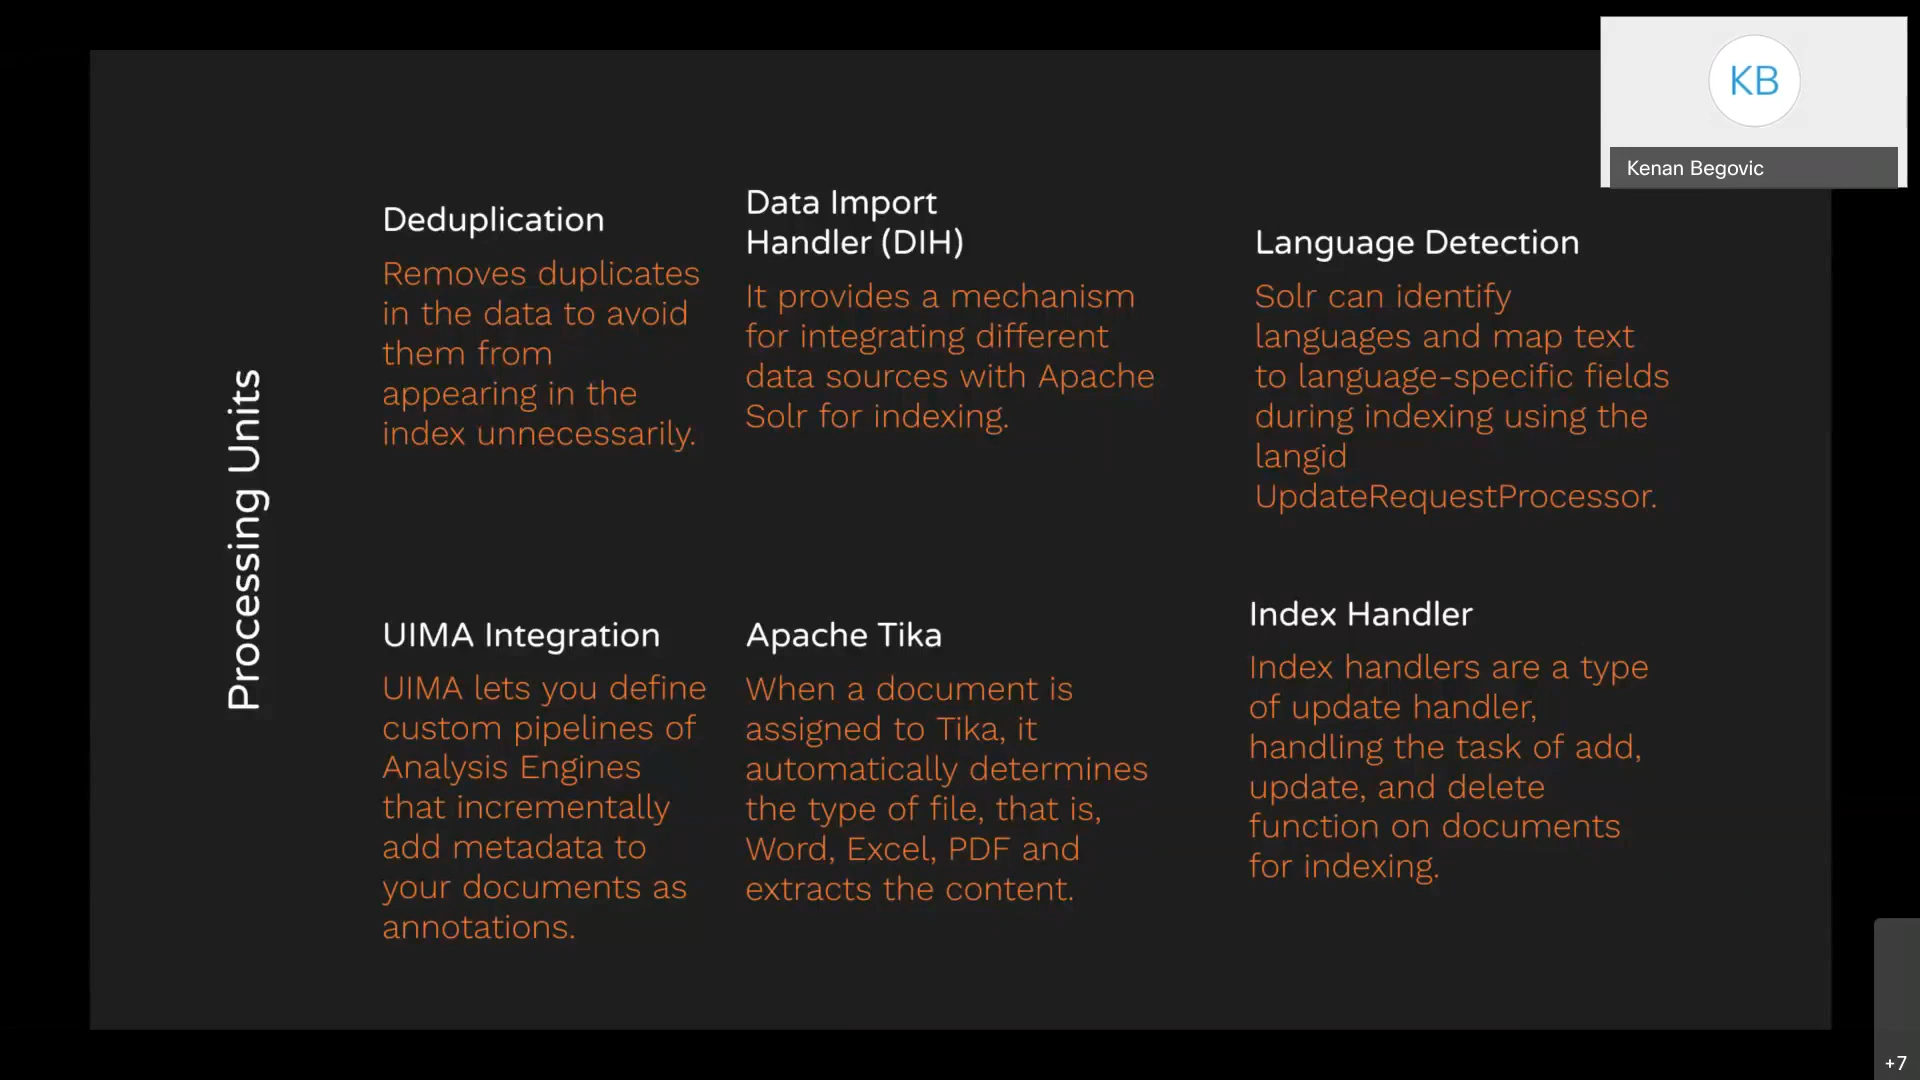 KB
Kenan Begovic
Processing Units
Deduplication
Removes duplicates
in the data to avoid
them from
appearing in the
index unnecessarily.
Data Import
Handler (DIH)
It provides a mechanism
for integrating different
data sources with Apache
Solr for indexing.
Language Detection
Solr can identify
languages and map text
to language-specific fields
during indexing using the
langid
UpdateRequestProcessor.
UIMA Integration
UIMA lets you define
custom pipelines of
Analysis Engines
that incrementally
add metadata to
your documents as
annotations.
Apache Tika
When a document is
assigned to Tika, it
automatically determines
the type of file, that is,
Word, Excel, PDF and
extracts the content.
Index Handler
Index handlers are a type
of update handler,
handling the task of add,
update, and delete
function on documents
for indexing.
+7